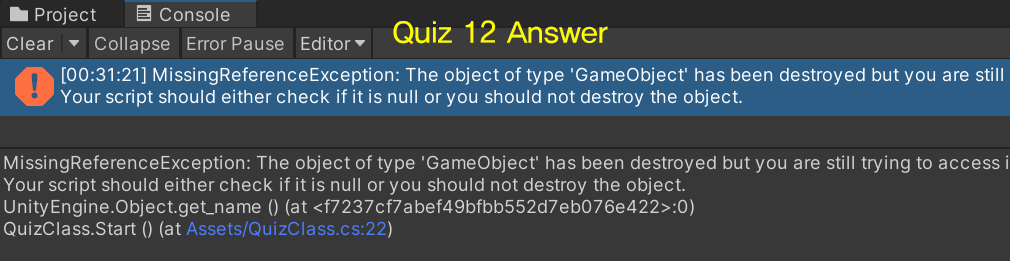 Project Console
Clear Collapse Error Pause Editor Quiz 12 Answer
[00:31:21] MissingReferenceException: The object of type 'GameObject' has been destroyed but you are still
Your script should either check if it is null or you should not destroy the object.
MissingReferenceException: The object of type 'GameObject' has been destroyed but you are still trying to access i
Your script should either check if it is null or you should not destroy the object.
UnityEngine.Object.get_name () (at <f7237cf7abef49bfbb552d7eb076e422>:0)
QuizClass.Start () (at Assets/QuizClass.cs:22)